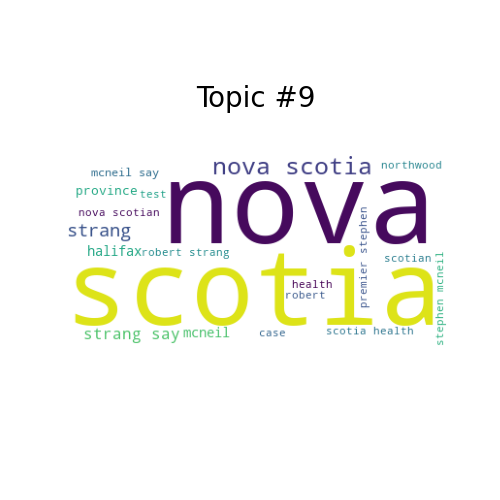 Topic #9
nova scotia
northwood
mcneil say
nova
province
test
nova scotian
strang
premier stephen
halifax
robert strang
scotia
scotian
stephen mcneil
health
robert
strang say
mcneil
case
scotia health